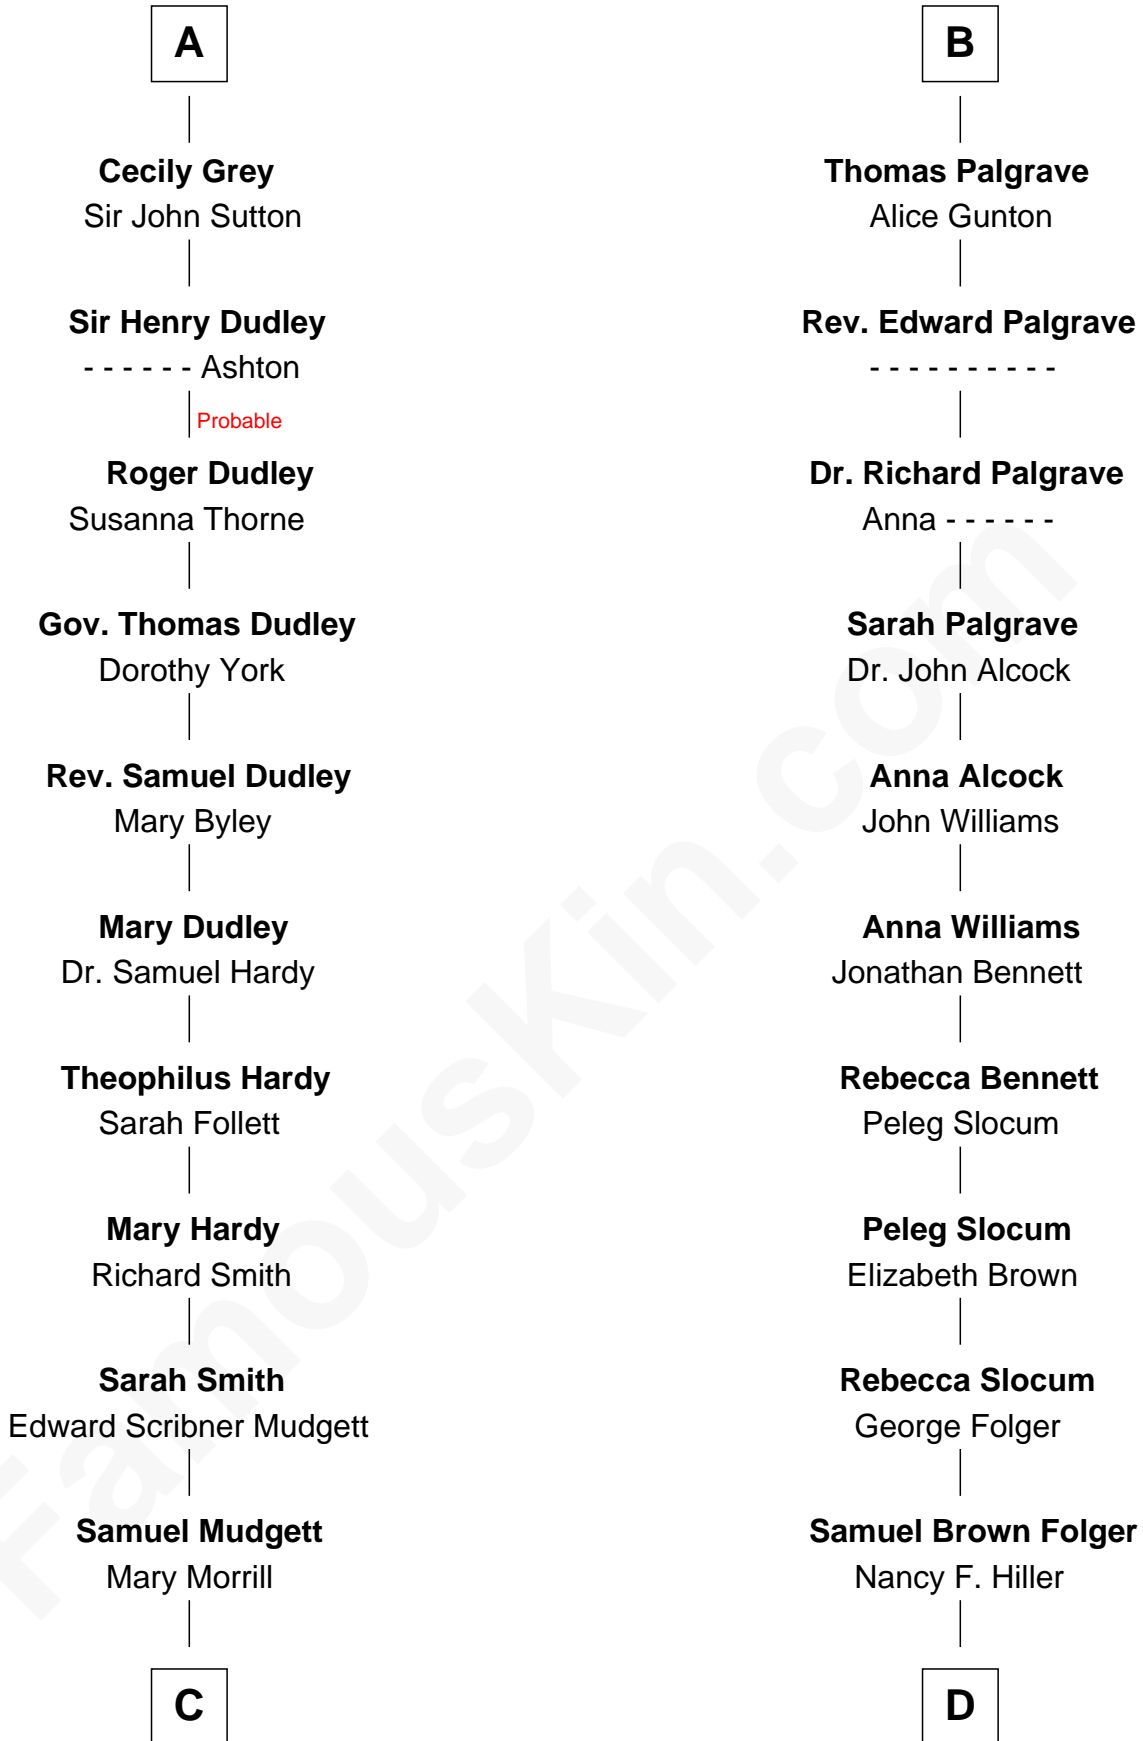 A
Cecily Grey
Sir John Sutton
Sir Henry Dudley
- - - - - - Ashton
Probable
Roger Dudley
Susanna Thorne
Gov. Thomas Dudley
Dorothy York
Rev. Samuel Dudley
Mary Byley
Mary Dudley
Dr. Samuel Hardy
Theophilus Hardy
Sarah Follett
Mary Hardy
Richard Smith
Sarah Smith
Edward Scribner Mudgett
Samuel Mudgett
Mary Morrill
C
B
Thomas Palgrave
Alice Gunton
Rev. Edward Palgrave
- - - - - - - - - -
Dr. Richard Palgrave
Anna - - - - - -
Sarah Palgrave
Dr. John Alcock
Anna Alcock
John Williams
Anna Williams
Jonathan Bennett
Rebecca Bennett
Peleg Slocum
Peleg Slocum
Elizabeth Brown
Rebecca Slocum
George Folger
Samuel Brown Folger
Nancy F. Hiller
D
FamousKin.com